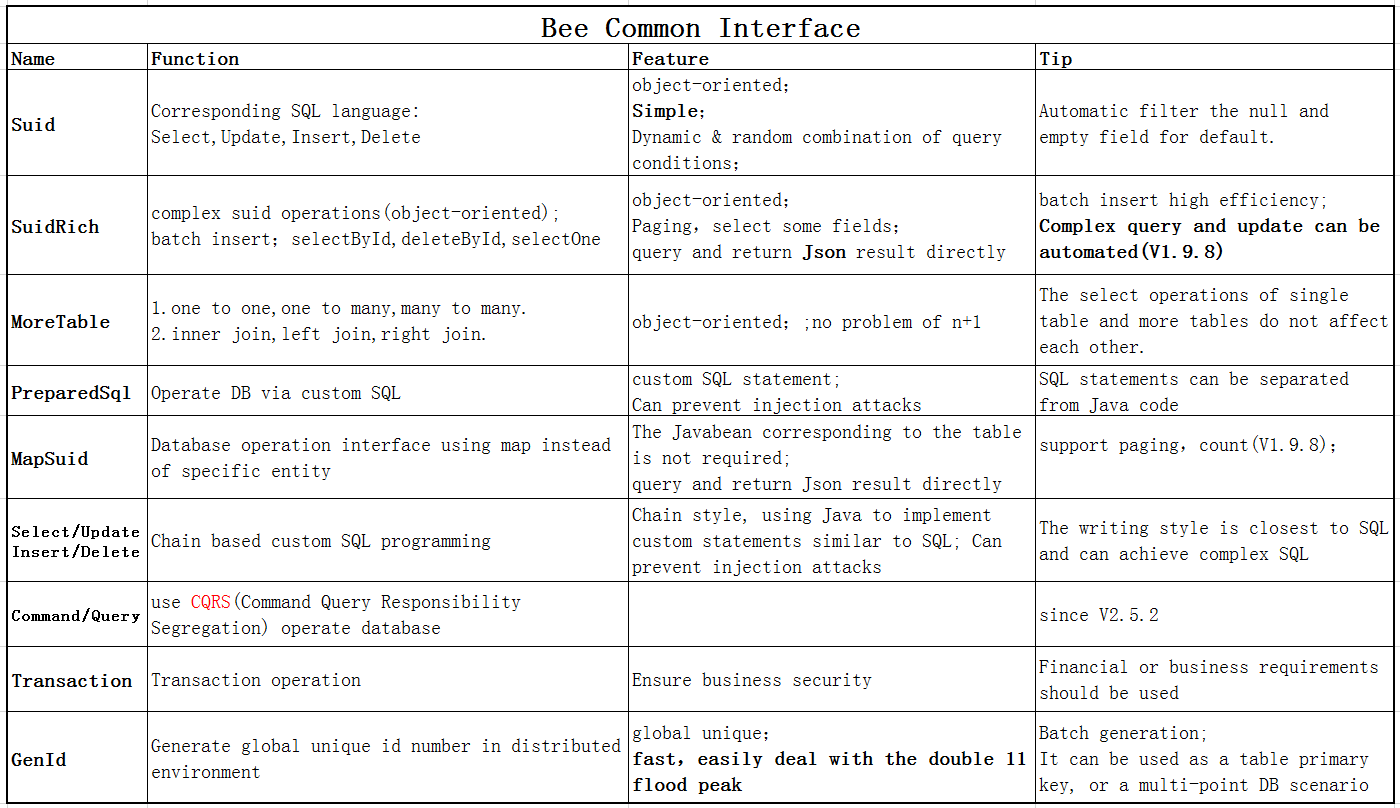 Bee Common Interface
Name Function Feature Tip
Suid
Corresponding SQL language:
Select,Update,Insert,Delete
object-oriented;
Simple;
Dynamic & random combination of query
conditions;
Automatic filter the null and
empty field for default.
SuidRich
complex suid operations(object-oriented);
batch insert; selectById,deleteById,selectOne
object-oriented;
Paging, select some fields;
query and return Json result directly
batch insert high efficiency;
Complex query and update can be
automated(V1.9.8)
MoreTable
1.one to one,one to many,many to many.
2.inner join,left join,right join.
object-oriented; ;no problem of n+1
The select operations of single
table and more tables do not affect
each other.
PreparedSql
Operate DB via custom SQL
custom SQL statement;
Can prevent injection attacks
SQL statements can be separated
from Java code
MapSuid
Database operation interface using map instead
of specific entity
The Javabean corresponding to the table
is not required;
query and return Json result directly
support paging, count(V1.9.8);
Select/Update
Insert/Delete
Chain based custom SQL programming
Chain style, using Java to implement
custom statements similar to SQL; Can
prevent injection attacks
The writing style is closest to SQL
and can achieve complex SQL
Command/Query
use CQRS(Command Query Responsibility
Segregation) operate database
since V2.5.2
Transaction
Transaction operation
Ensure business security
Financial or business requirements
should be used
GenId
Generate global unique id number in distributed
environment
global unique;
fast, easily deal with the double 11
flood peak
Batch generation;
It can be used as a table primary
key, or a multi-point DB scenario